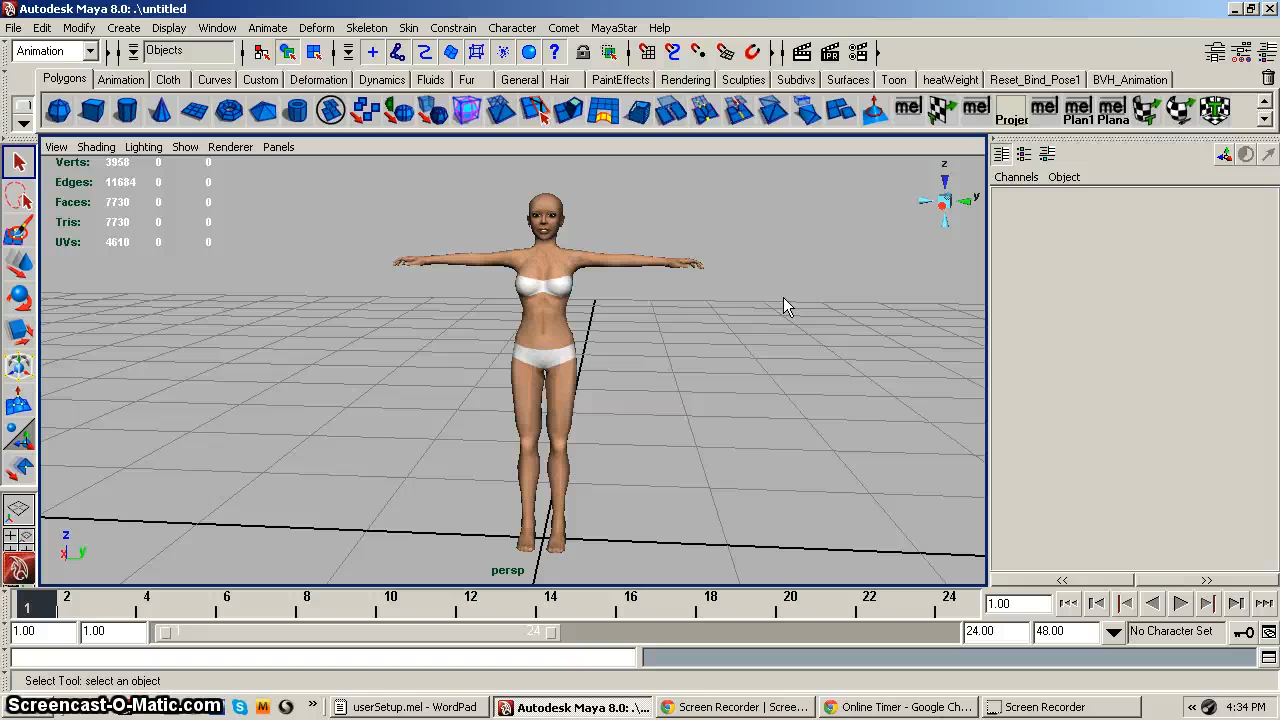 Autodesk Maya 8.0: .\untitled
File Edit Modify Create Display Window Animate Deform Skeleton Skin Constrain Character Comet MayaStar Help
Animation Objects
Polygons Animation Cloth Curves Custom Deformation Dynamics Fluids Fur General Hair PaintEffects Rendering Sculptes Subdivs Surfaces Toon heatWeight Reset_Bind_Pose1 BVH_Animation
IPR
mel mel Projec mel mel Plan1 mel Plana
View Shading Lighting Show Renderer Panels
Channels Object
Verts: 3958 0 0
Edges: 11684 0 0
Faces: 7730 0 0
Tris: 7730 0 0
UVs: 4610 0 0
z
y
z
x y
persp
<< >>
1 2 4 6 8 10 12 14 16 18 20 22 24 1.00
1.00 1.00 1 24 24.00 48.00 No Character Set
Select Tool: select an object
Screencast-O-Matic.com
userSetup.mel - WordPad Autodesk Maya 8.0: .\... Screen Recorder | Scree... Online Timer - Google Ch... Screen Recorder 4:34 PM